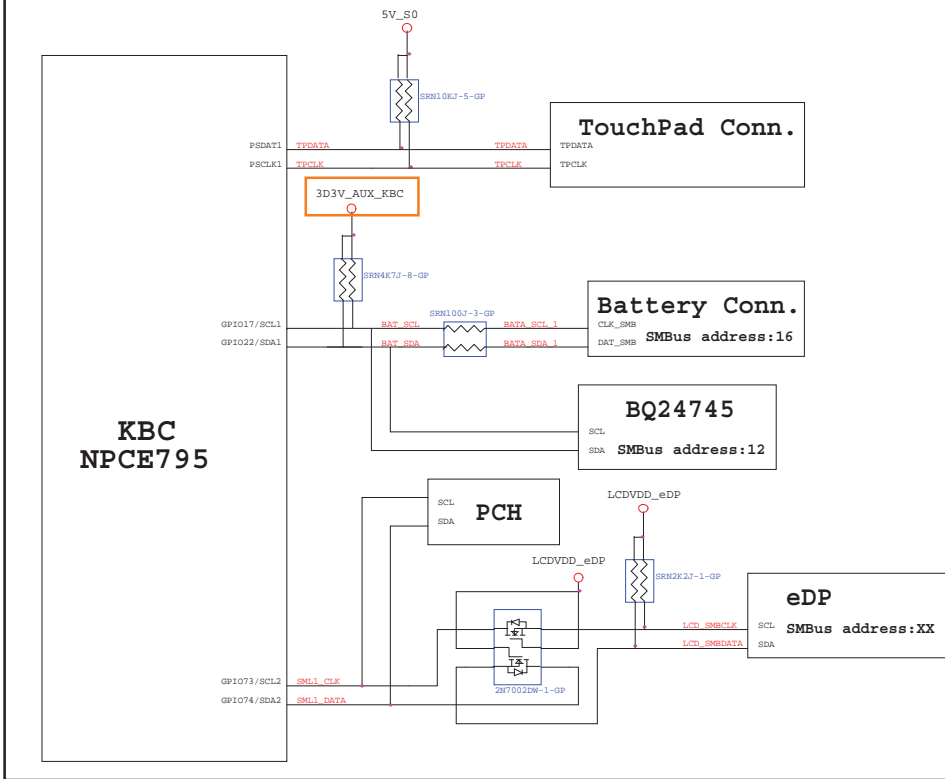 5V_S0
SRN10KJ-5-GP
TouchPad Conn.
PSDAT1 TPDATA TPDATA TPDATA
PSCLK1 TPCLK TPCLK TPCLK
3D3V_AUX_KBC
SRN4K7J-8-GP
SRN100J-3-GP
Battery Conn.
GPIO17/SCL1 BAT_SCL BATA_SCL_1 CLK_SMB
SMBus address:16
GPIO22/SDA1 BAT_SDA BATA_SDA_1 DAT_SMB
BQ24745
KBC
NPCE795
SCL
SDA SMBus address:12
SCL
PCH
SDA
LCDVDD_eDP
LCDVDD_eDP
SRN2K2J-1-GP
eDP
LCD_SMBCLK SCL SMBus address:XX
LCD_SMBDATA SDA
GPIO73/SCL2 SML1_CLK
2N7002DW-1-GP
GPIO74/SDA2 SML1_DATA